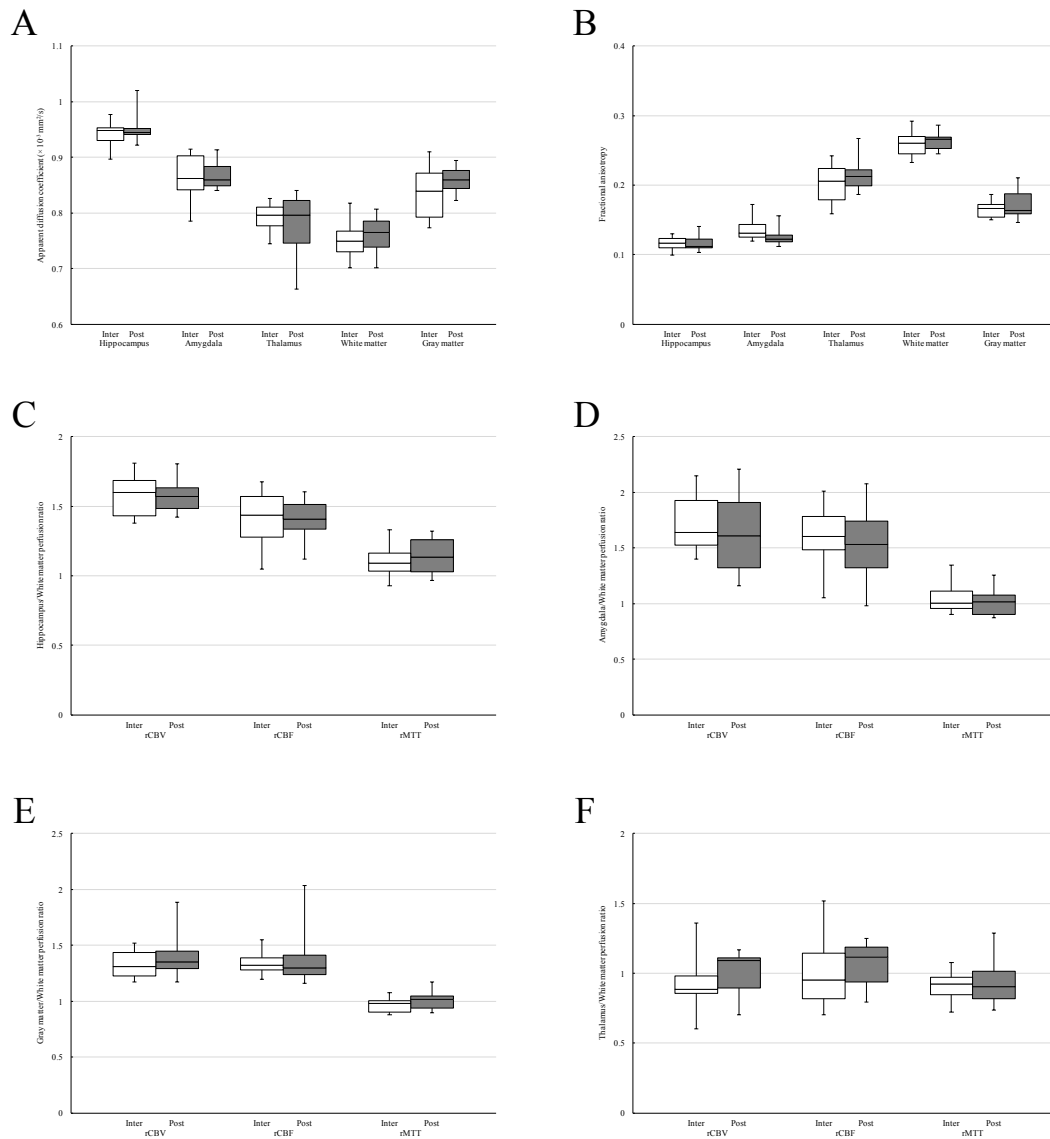 A
Apparent diffusion coefficient (× 10⁻³ mm²/s)
1.1
1
0.9
0.8
0.7
0.6
Inter Post Inter Post Inter Post Inter Post Inter Post
Hippocampus Amygdala Thalamus White matter Gray matter
B
Fractional anisotropy
0.4
0.3
0.2
0.1
0
Inter Post Inter Post Inter Post Inter Post Inter Post
Hippocampus Amygdala Thalamus White matter Gray matter
C
Hippocampus/White matter perfusion ratio
2
1.5
1
0.5
0
Inter Post Inter Post Inter Post
rCBV rCBF rMTT
D
Amygdala/White matter perfusion ratio
2.5
2
1.5
1
0.5
0
Inter Post Inter Post Inter Post
rCBV rCBF rMTT
E
Gray matter/White matter perfusion ratio
2.5
2
1.5
1
0.5
0
Inter Post Inter Post Inter Post
rCBV rCBF rMTT
F
Thalamus/White matter perfusion ratio
2
1.5
1
0.5
0
Inter Post Inter Post Inter Post
rCBV rCBF rMTT